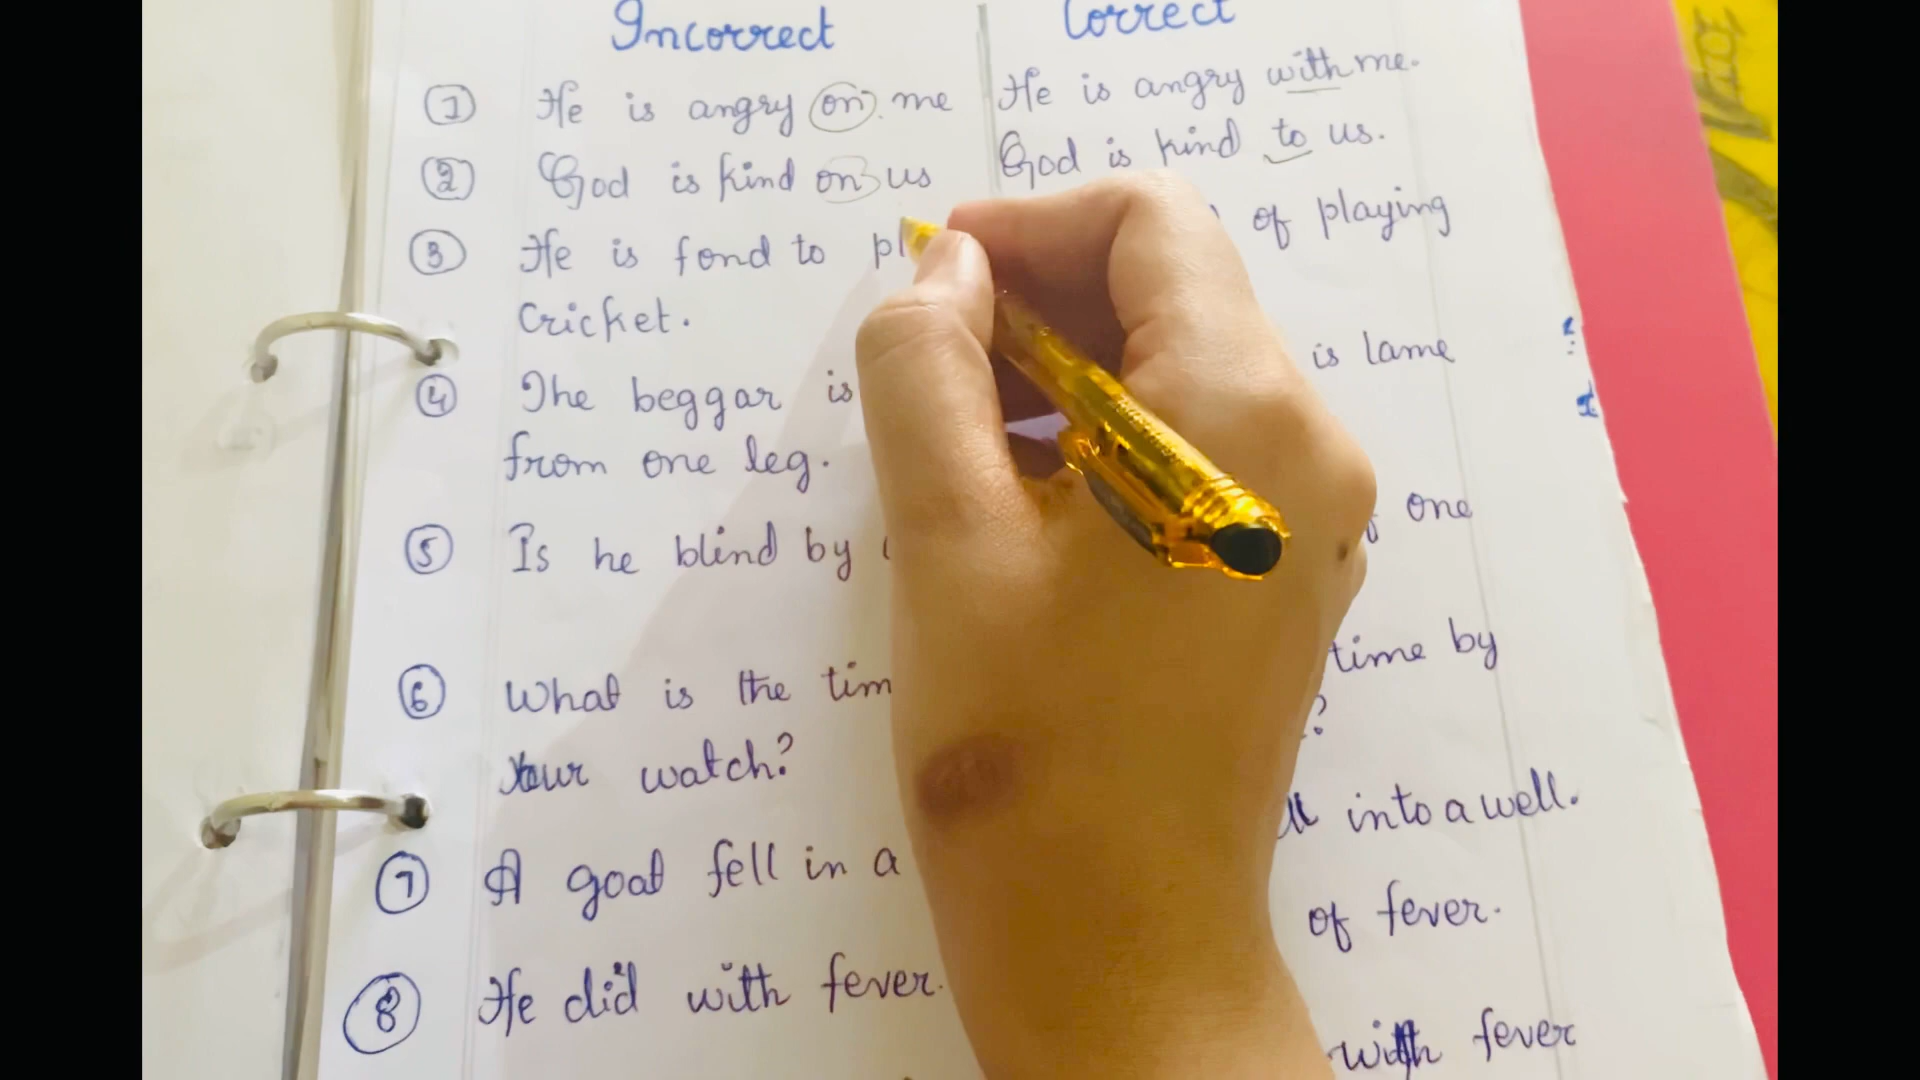 Incorrect Correct
1 He is angry on me He is angry with me.
2 God is kind on us God is kind to us.
3 He is fond to of playing
Cricket.
4 The beggar is is lame
from one leg.
5 Is he blind by one
6 What is the time by
your watch? ?
7 A goat fell in a into a well.
8 He did with fever. of fever.
with fever